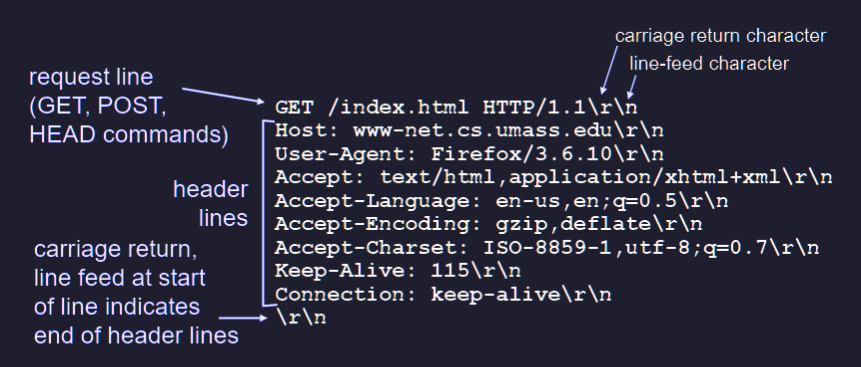 carriage return character
line-feed character
request line
(GET, POST,
HEAD commands)
GET /index.html HTTP/1.1\r\n
Host: www-net.cs.umass.edu\r\n
User-Agent: Firefox/3.6.10\r\n
Accept: text/html,application/xhtml+xml\r\n
Accept-Language: en-us,en;q=0.5\r\n
Accept-Encoding: gzip,deflate\r\n
Accept-Charset: ISO-8859-1,utf-8;q=0.7\r\n
Keep-Alive: 115\r\n
Connection: keep-alive\r\n
\r\n
header
lines
carriage return,
line feed at start
of line indicates
end of header lines